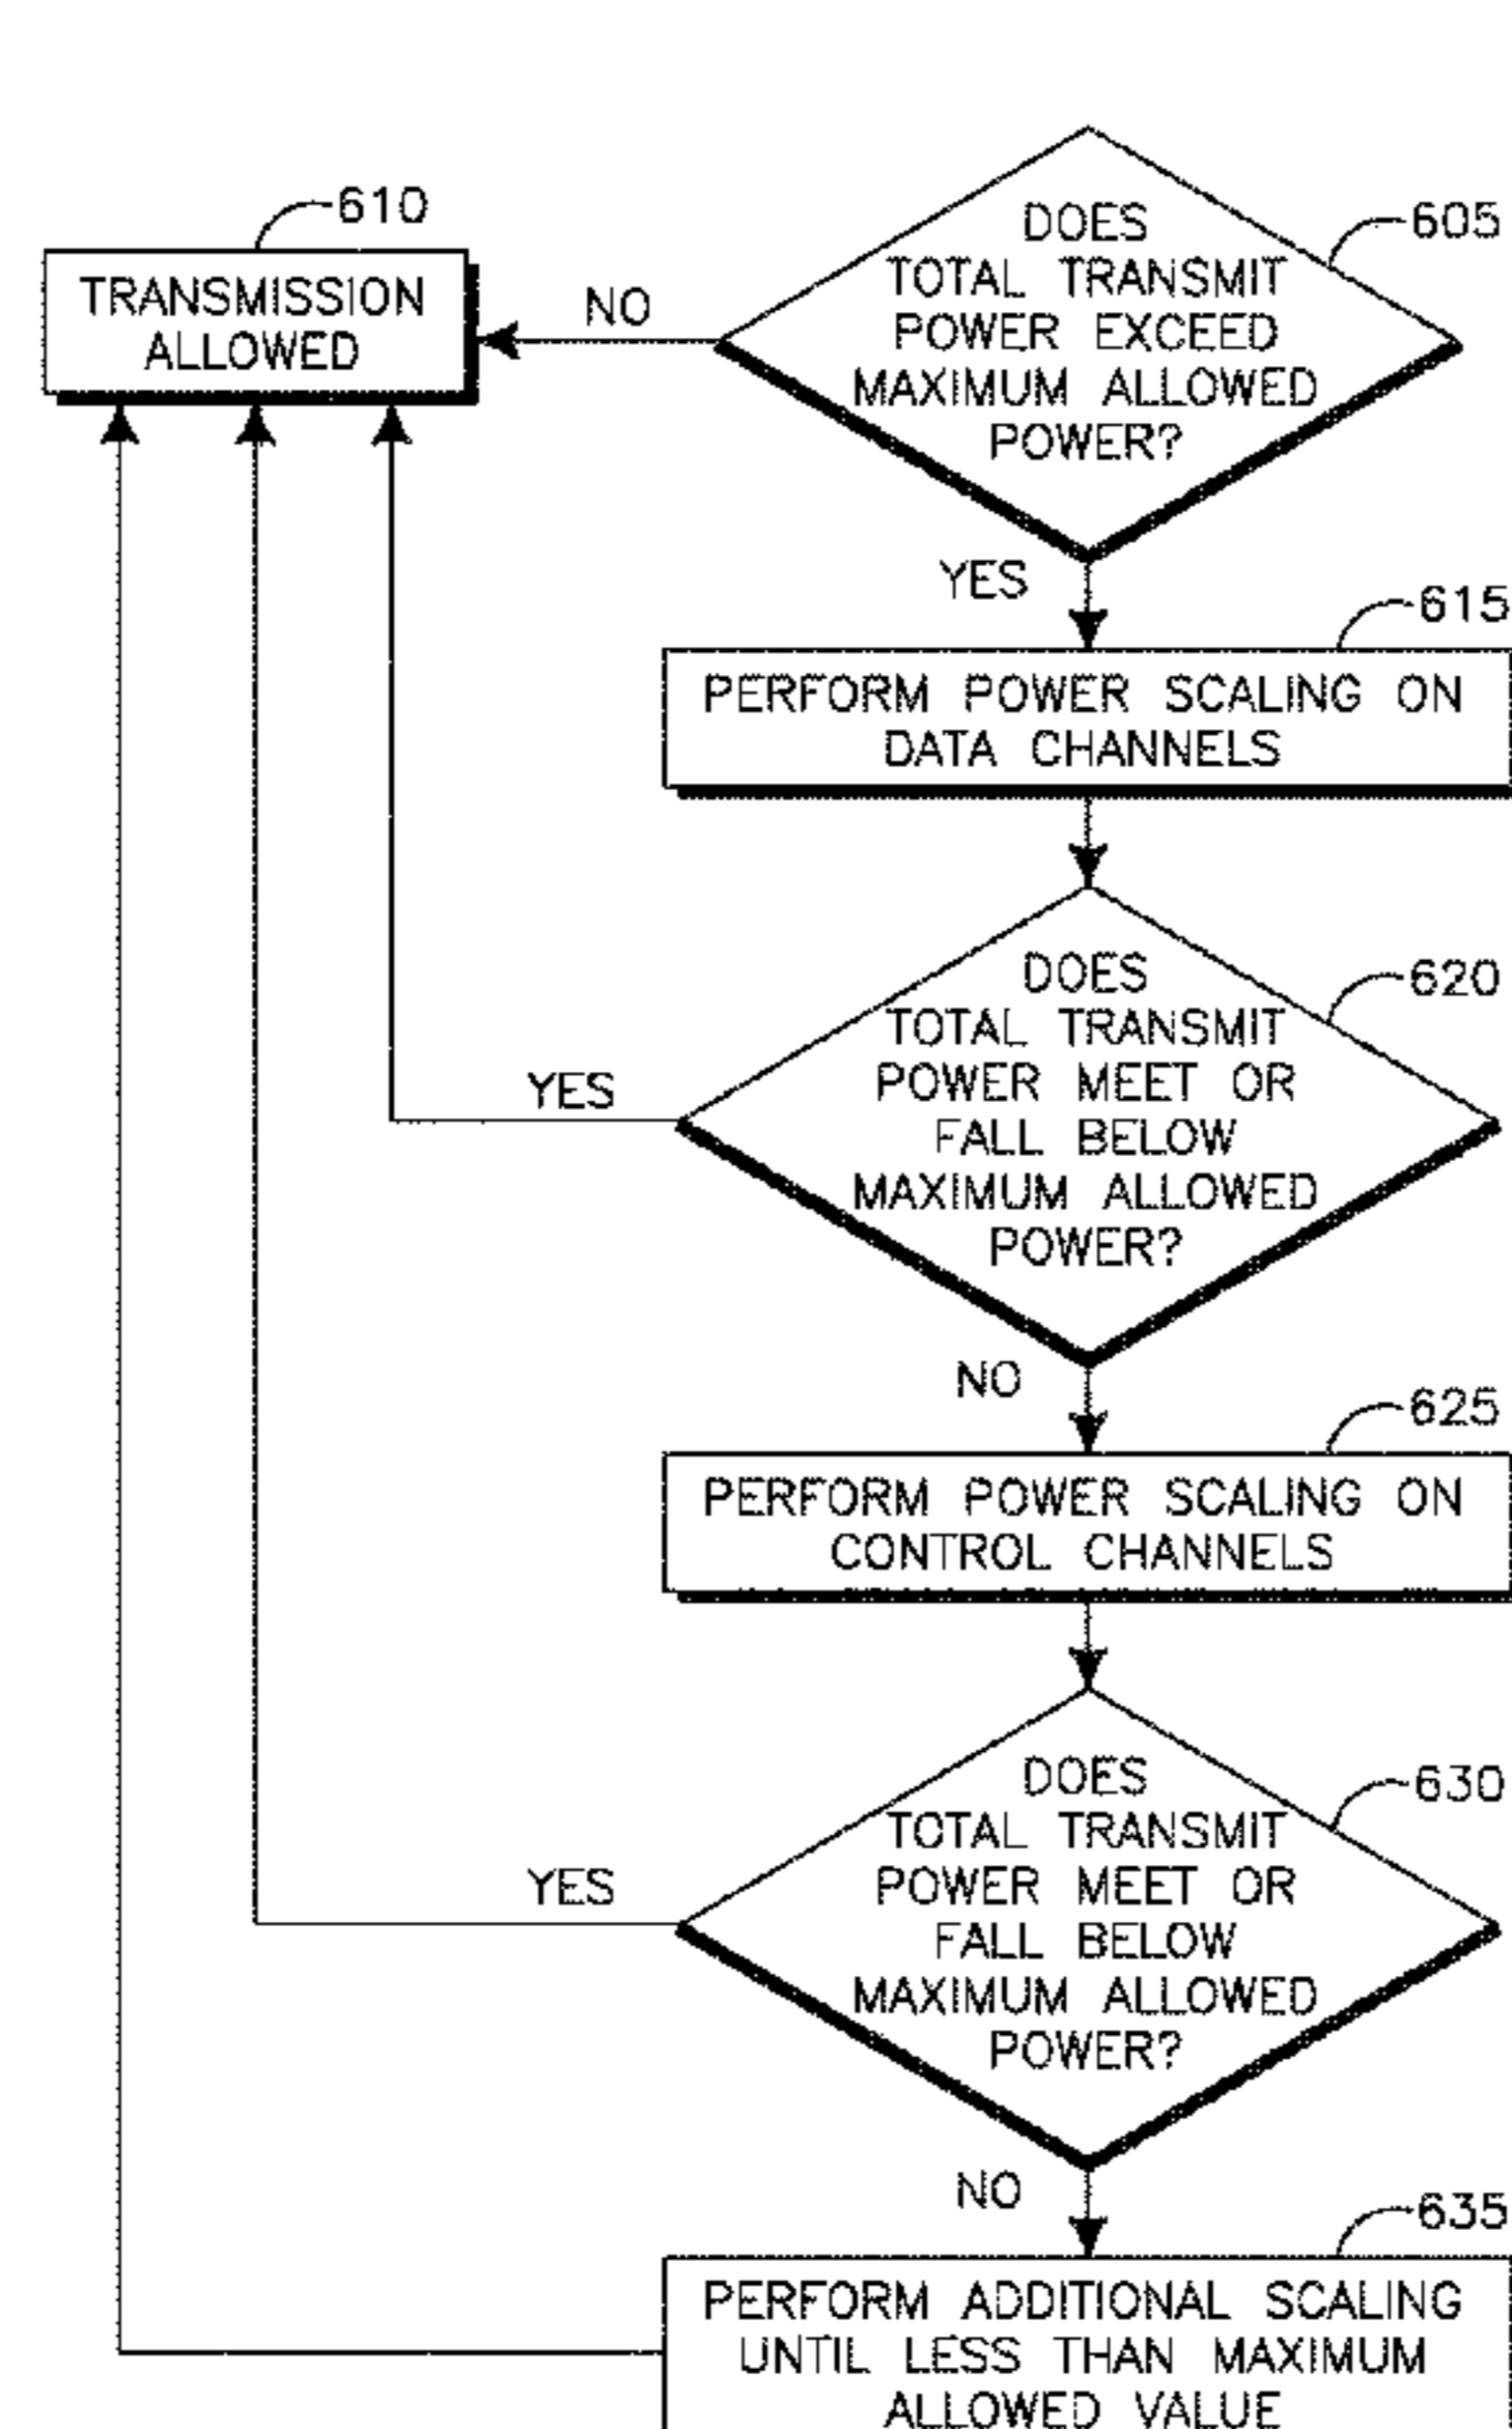 610
TRANSMISSION
ALLOWED
605
DOES
TOTAL TRANSMIT
POWER EXCEED
MAXIMUM ALLOWED
POWER?
NO
YES
615
PERFORM POWER SCALING ON
DATA CHANNELS
620
DOES
TOTAL TRANSMIT
POWER MEET OR
FALL BELOW
MAXIMUM ALLOWED
POWER?
YES
NO
625
PERFORM POWER SCALING ON
CONTROL CHANNELS
630
DOES
TOTAL TRANSMIT
POWER MEET OR
FALL BELOW
MAXIMUM ALLOWED
POWER?
YES
NO
635
PERFORM ADDITIONAL SCALING
UNTIL LESS THAN MAXIMUM
ALLOWED VALUE